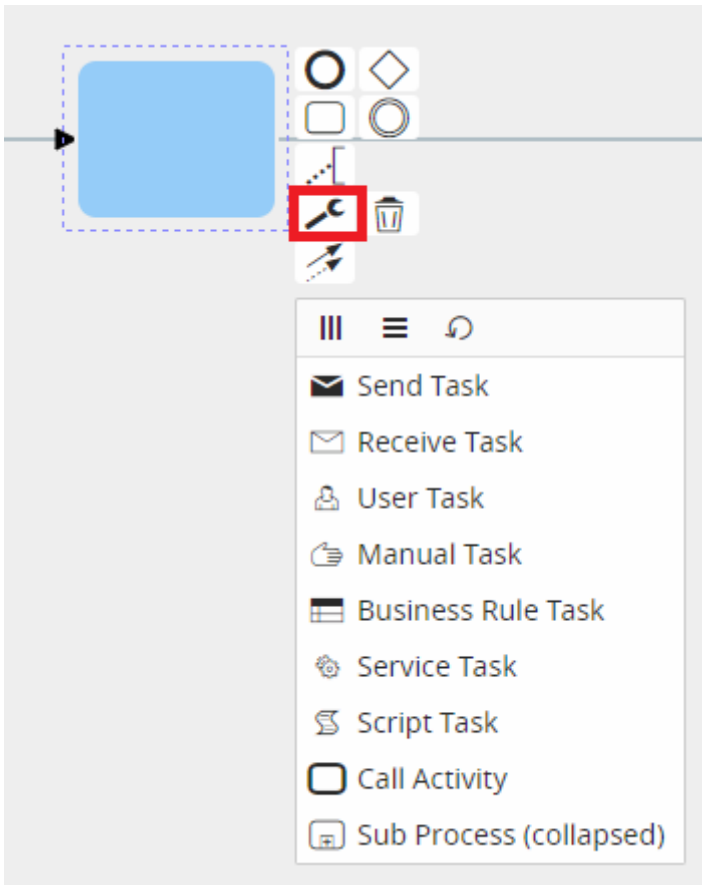 Send Task
Receive Task
User Task
Manual Task
Business Rule Task
Service Task
Script Task
Call Activity
Sub Process (collapsed)